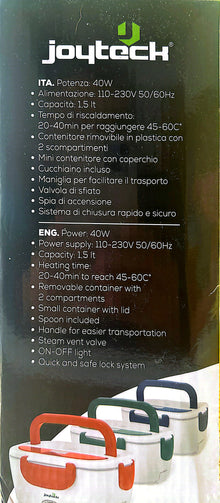 joyteck®
ITA. Potenza: 40W
• Alimentazione: 110-230V 50/60Hz
• Capacità: 1,5 lt
• Tempo di riscaldamento:
20-40min per raggiungere 45-60C°
• Contenitore rimovibile in plastica con
2 scompartimenti
• Mini contenitore con coperchio
• Cucchiaino incluso
• Maniglia per facilitare il trasporto
• Valvola di sfiato
• Spia di accensione
• Sistema di chiusura rapido e sicuro
ENG. Power: 40W
• Power supply: 110-230V 50/60Hz
• Capacity: 1,5 lt
• Heating time:
20-40min to reach 45-60C°
• Removable container with
2 compartments
• Small container with lid
• Spoon included
• Handle for easier transportation
• Steam vent valve
• ON-OFF light
• Quick and safe lock system
joyteck